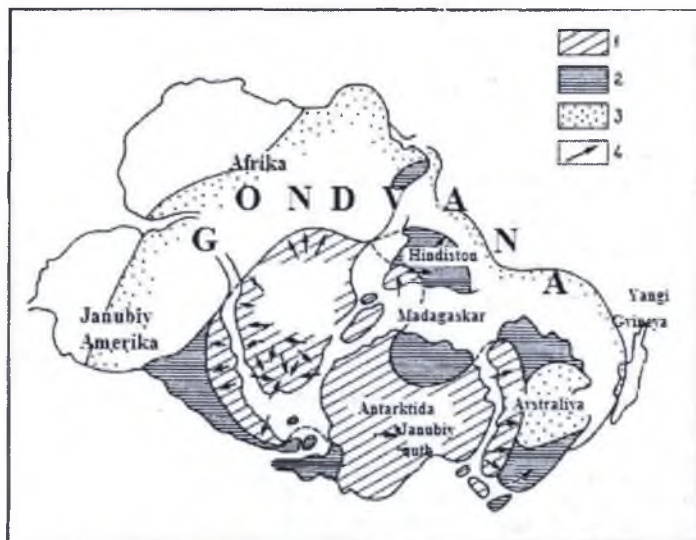 1
2
3
4
Afrika
G O N D V A N A
Hindiston
Yangi
Gvineya
Madagaskar
Janubiy
Amerika
Antarktida
Avstraliya
Janubiy
qutb